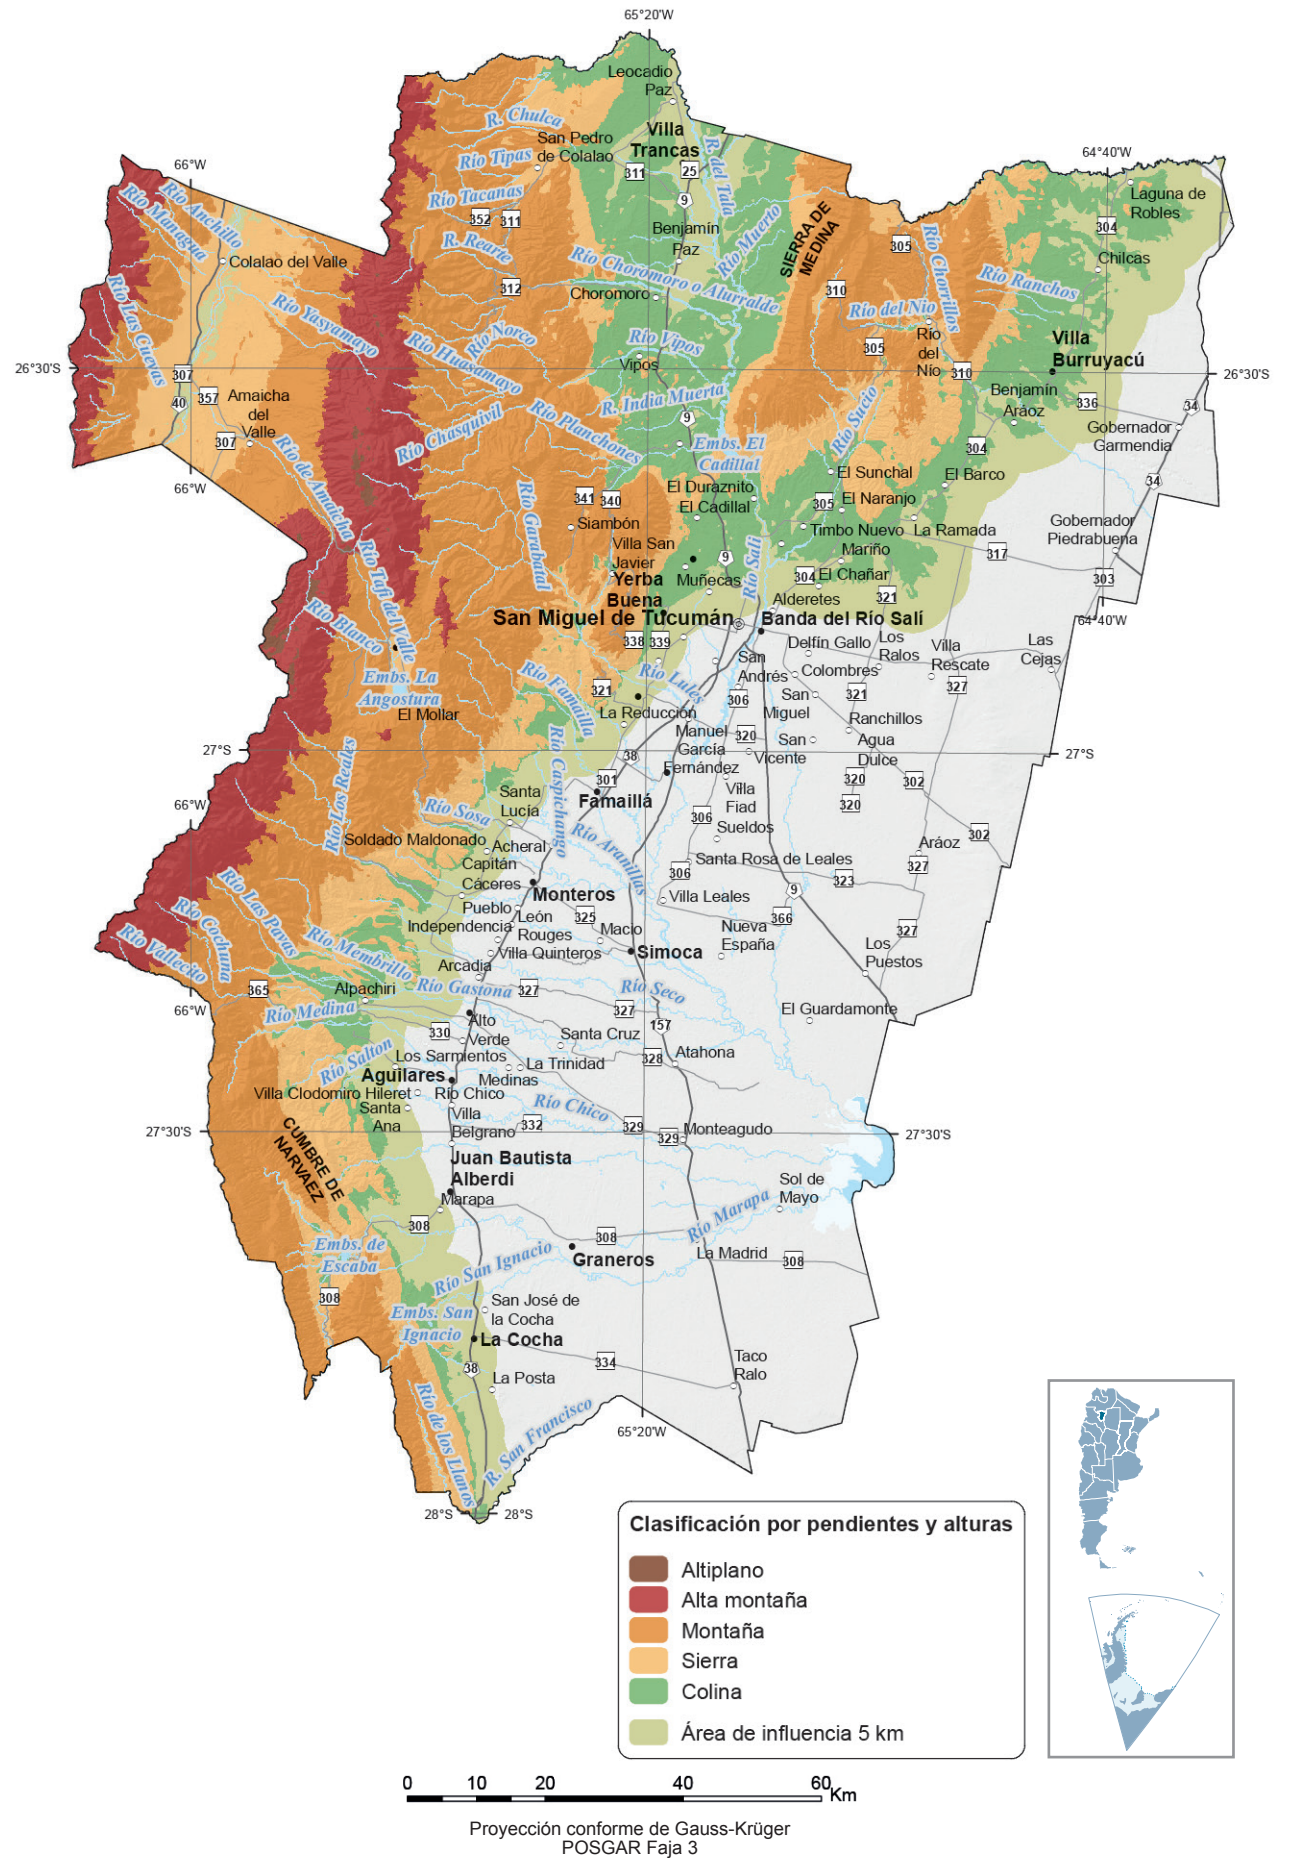 65°20'W
Leocadio
Paz
R. Chulca
Villa
Trancas
San Pedro
de Colalao
R. del Tala
64°40'W
66°W
Río Tipas
311
25
Laguna de
Robles
Río Anchillo
Río Managua
Río Tacanas
9
352
311
SIERRA DE
MEDINA
304
Benjamín
Paz
Río Muerto
R. Rearte
305
Río Chorrillos
Chilcas
Colalao del Valle
Río Choromoro o Alurralde
Río Ranchos
Río Las Cuevas
312
310
Choromoro
Río Yasyamayo
Río del Nio
Río Norco
Río Huasamayo
Río Vipos
Río
del
Nío
Villa
Burruyacú
305
26°30'S
307
Vipos
310
26°30'S
357
40
Amaicha
del
Valle
R. India Muerta
Benjamín
Aráoz
336
34
Río Chasquivil
Río Planchones
9
Río Sucio
Gobernador
Garmendia
307
Río de Amaicha
Embs. El
Cadillal
304
El Sunchal
El Barco
34
66°W
El Duraznito
Río Garabatal
341
340
305
El Naranjo
El Cadillal
Siambón
Timbo Nuevo
La Ramada
Gobernador
Piedrabuena
Villa San
Javier
Mariño
317
Río Tafí del Valle
9
Río Salí
Yerba
Buena
Muñecas
304
El Chañar
303
321
Río Blanco
Alderetes
San Miguel de Tucumán
Banda del Río Salí
64°40'W
338
339
Delfín Gallo
Los
Ralos
Villa
Rescate
Las
Cejas
San
Andrés
Colombres
Embs. La
Angostura
Río Famailla
Río Lules
321
306
San
Miguel
321
327
El Mollar
La Reducción
Ranchillos
Manuel
García
Fernández
320
San
Vicente
Agua
Dulce
27°S
38
27°S
Río Los Reales
Río Caspichango
301
320
302
Villa
Fiad
Santa
Lucía
Famaillá
320
66°W
Río Sosa
306
Sueldos
302
Soldado Maldonado
Acheral
Río Aranillas
Aráoz
Capitán
Cáceres
Santa Rosa de Leales
327
306
323
Río Las Pavas
Monteros
Villa Leales
9
Río Cochuna
Pueblo
Independencia
León
Rouges
325
366
Río Vallecito
Río Membrillo
Macio
Nueva
España
327
Villa Quinteros
Simoca
Los
Puestos
Arcadia
365
Alpachiri
Río Gastona
327
Río Seco
66°W
Río Medina
327
El Guardamonte
Alto
Verde
157
330
Santa Cruz
Río Salton
Los Sarmientos
328
Atahona
La Trinidad
Aguilares
Medinas
Villa Clodomiro Hileret
Río Chico
Río Chico
Santa
Ana
Villa
Belgrano
332
329
27°30'S
CUMBRE DE
NARVAEZ
329
Monteagudo
27°30'S
Juan Bautista
Alberdi
Sol de
Mayo
Marapa
Río Marapa
308
308
Embs. de
Escaba
Graneros
La Madrid
308
Río San Ignacio
308
San José de
la Cocha
Embs. San
Ignacio
La Cocha
334
Taco
Ralo
38
La Posta
Río de los Llanos
65°20'W
R. San Francisco
28°S
28°S
Clasificación por pendientes y alturas
Altiplano
Alta montaña
Montaña
Sierra
Colina
Área de influencia 5 km
0 10 20 40 60
Km
Proyección conforme de Gauss-Krüger
POSGAR Faja 3